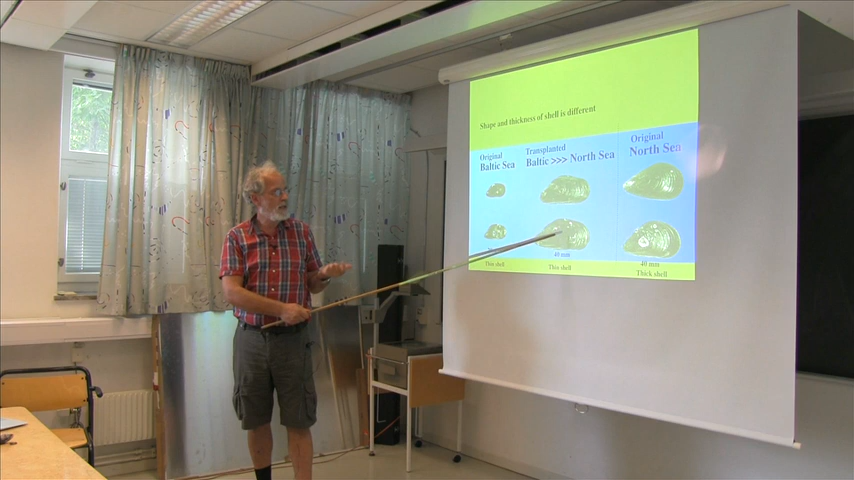 Shape and thickness of shell is different
Original
Baltic Sea
Transplanted
Baltic >>> North Sea
Original
North Sea
40 mm
40 mm
Thin shell
Thin shell
Thick shell